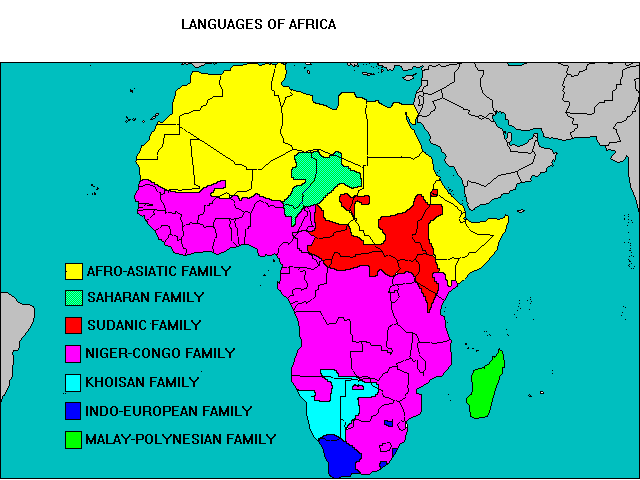 LANGUAGES OF AFRICA
AFRO-ASIATIC FAMILY
SAHARAN FAMILY
SUDANIC FAMILY
NIGER-CONGO FAMILY
KHOISAN FAMILY
INDO-EUROPEAN FAMILY
MALAY-POLYNESIAN FAMILY